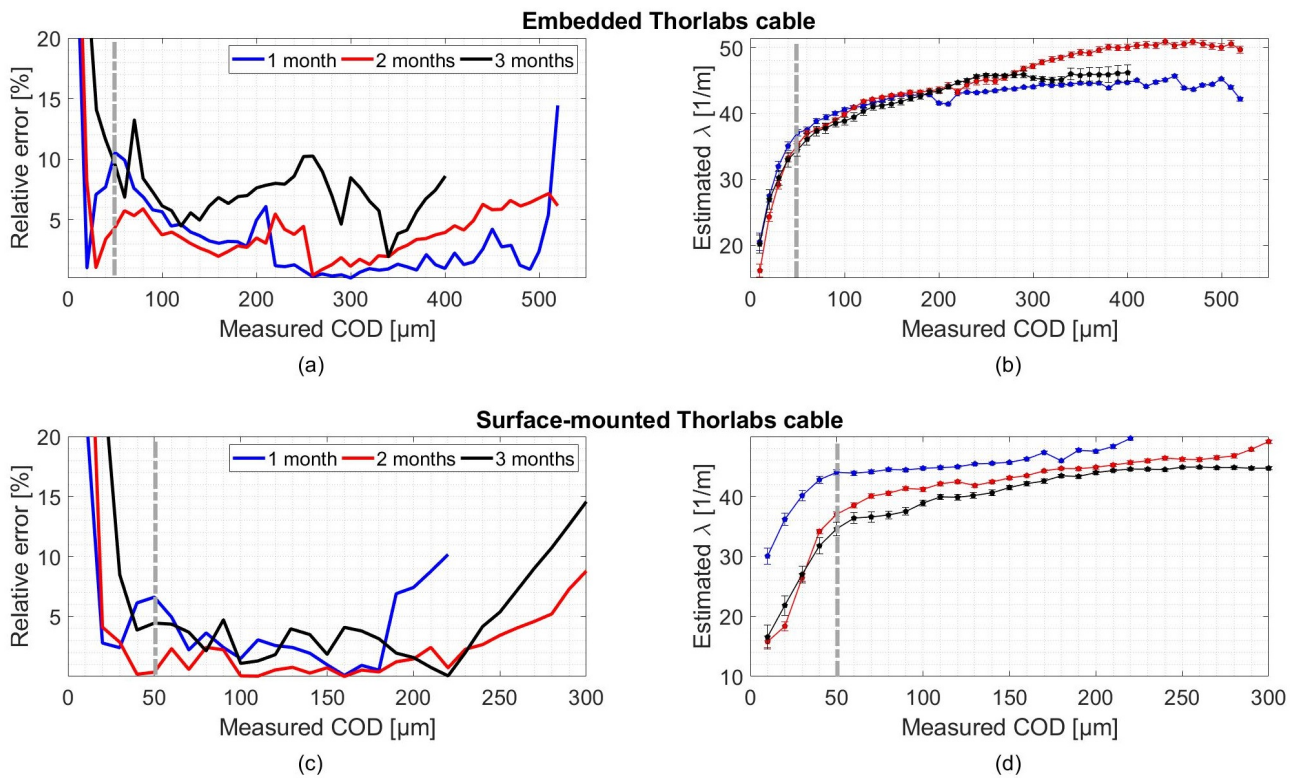 Embedded Thorlabs cable
20
15
10
5
Relative error [%]
1 month 2 months 3 months
0 100 200 300 400 500
Measured COD [µm]
(a)
50
40
30
20
Estimated λ [1/m]
0 100 200 300 400 500
Measured COD [µm]
(b)
Surface-mounted Thorlabs cable
20
15
10
5
Relative error [%]
1 month 2 months 3 months
0 50 100 150 200 250 300
Measured COD [µm]
(c)
40
30
20
10
Estimated λ [1/m]
0 50 100 150 200 250 300
Measured COD [µm]
(d)